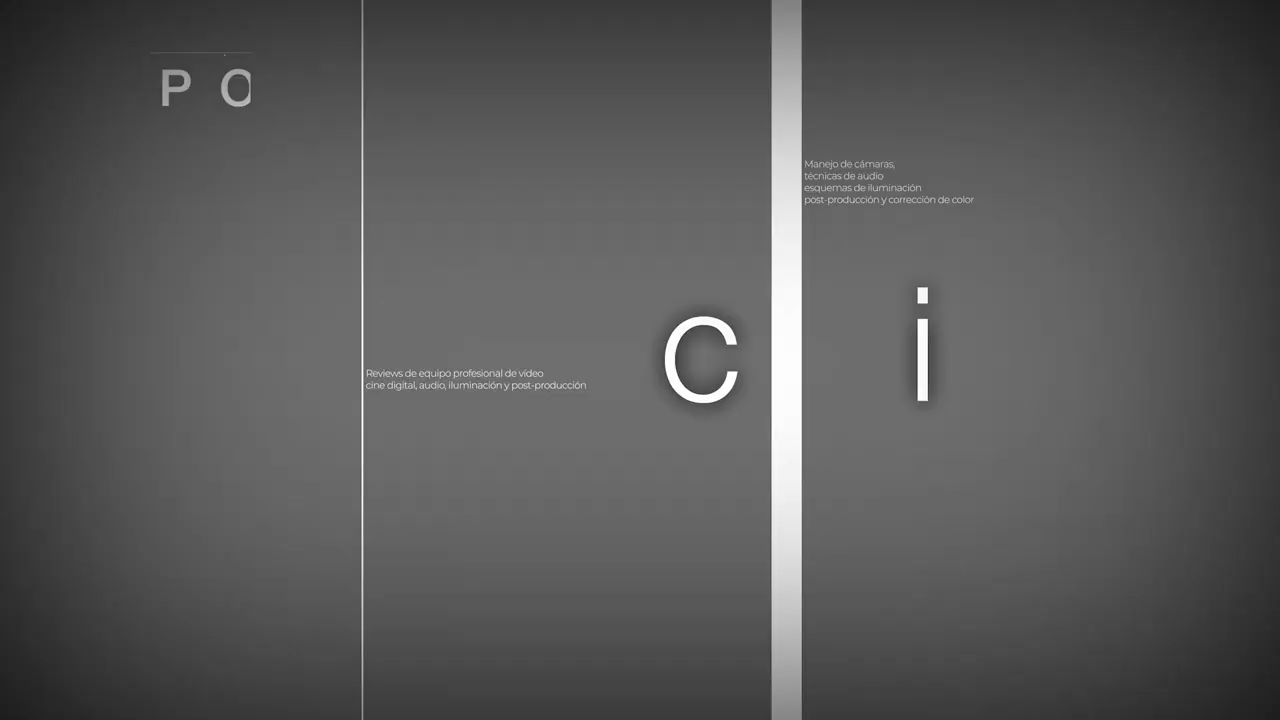 P O
Manejo de cámaras,
técnicas de audio
esquemas de iluminación
post-producción y corrección de color
c i
Reviews de equipo profesional de vídeo
cine digital, audio, iluminación y post-producción